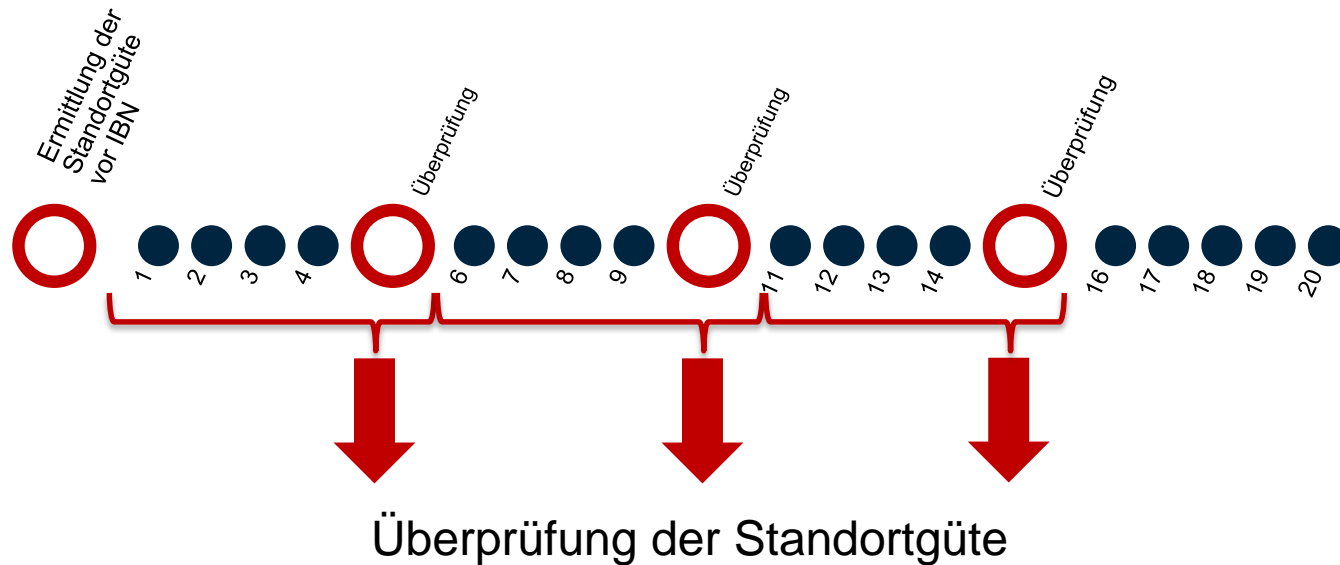 Ermittlung der
Standortgüte
vor IBN
Überprüfung
Überprüfung
Überprüfung
1
2
3
4
6
7
8
9
11
12
13
14
16
17
18
19
20
Überprüfung der Standortgüte